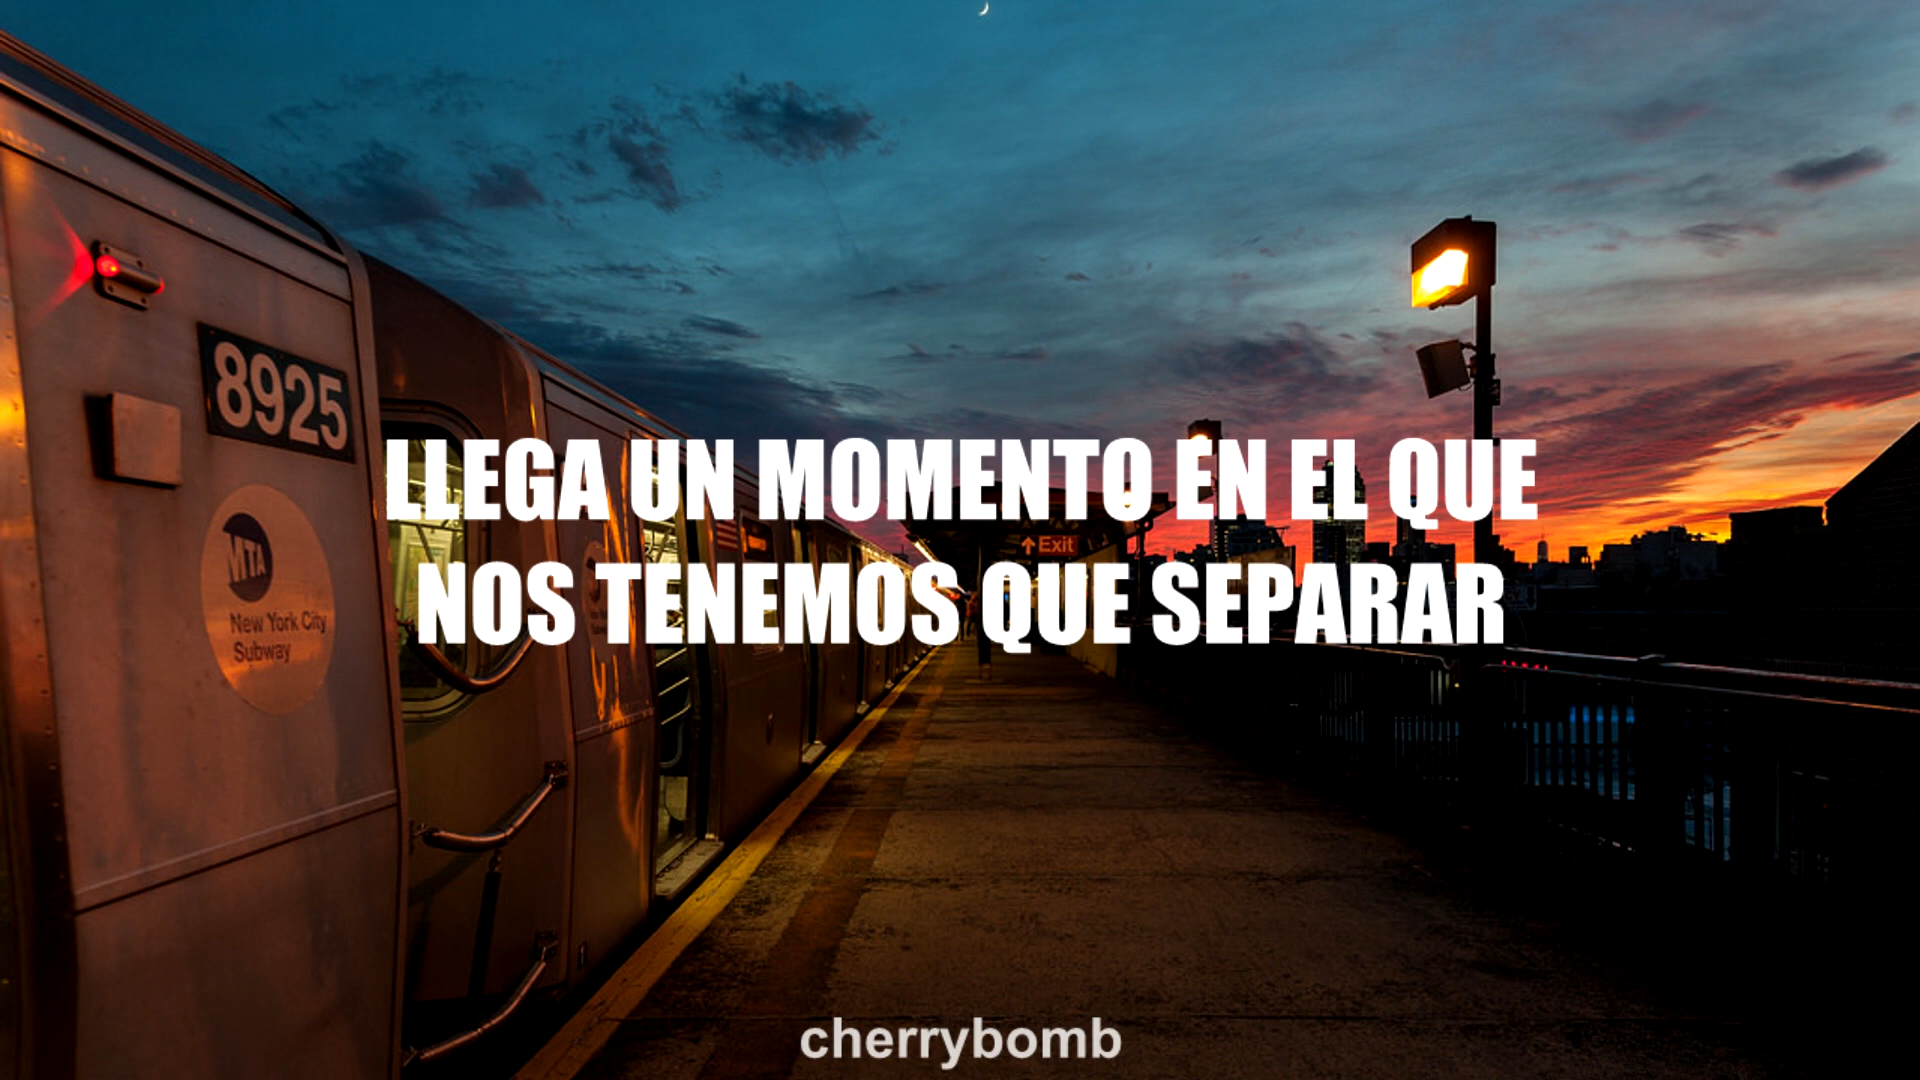 8925
MTA
New York City
Subway
LLEGA UN MOMENTO EN EL QUE
NOS TENEMOS QUE SEPARAR
Exit
cherrybomb